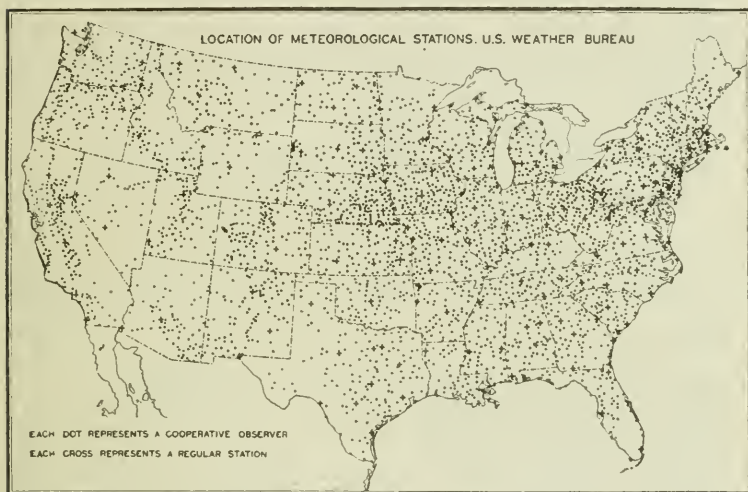 LOCATION OF METEOROLOGICAL STATIONS. U.S. WEATHER BUREAU
EACH DOT REPRESENTS A COOPERATIVE OBSERVER
EACH CROSS REPRESENTS A REGULAR STATION